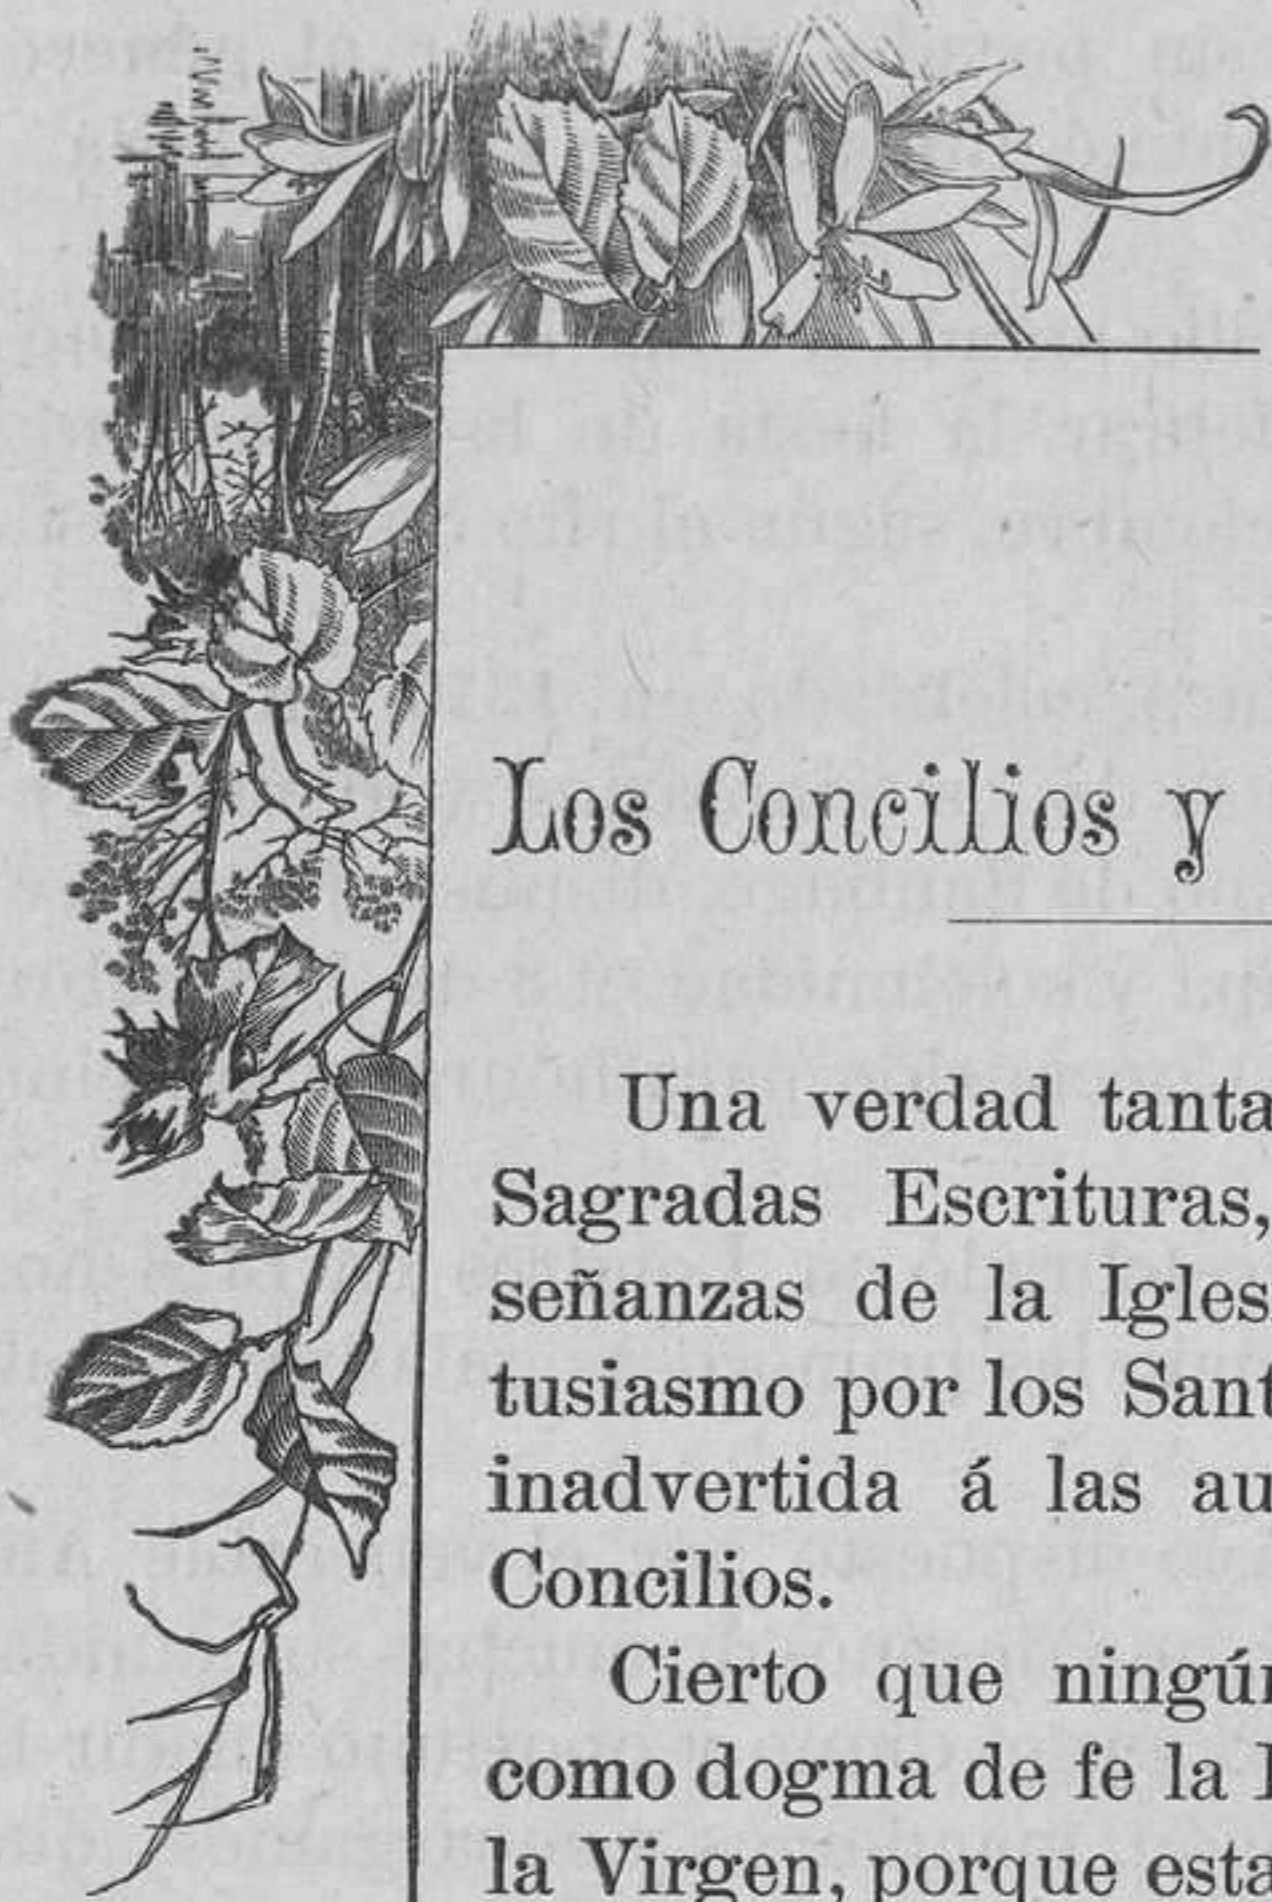 Los Concilios y
Una verdad tanta
Sagradas Escrituras,
señanzas de la Igles
tusiasmo por los Sant
inadvertida á las au
Concilios.
Cierto que ningún
como dogma de fe la
la Virgen, porque esta